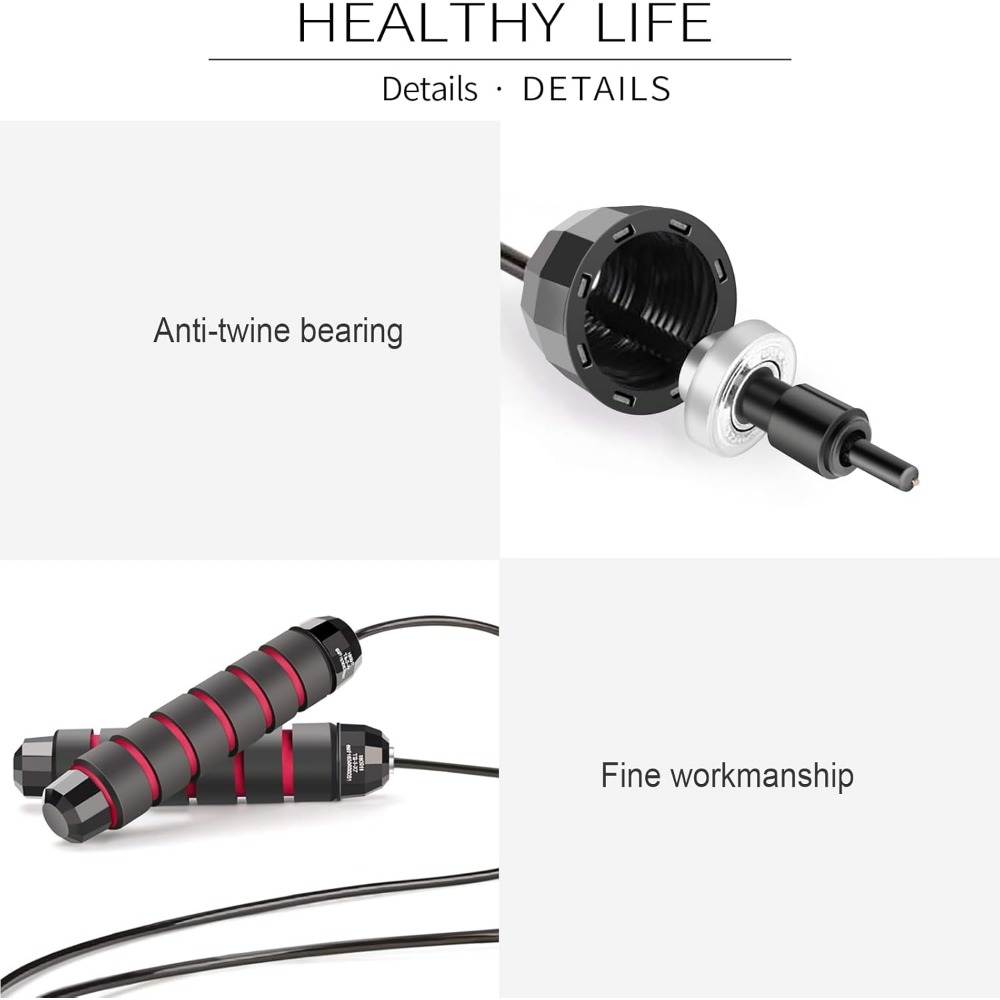 HEALTHY LIFE
Details · DETAILS
Anti-twine bearing
Fine workmanship